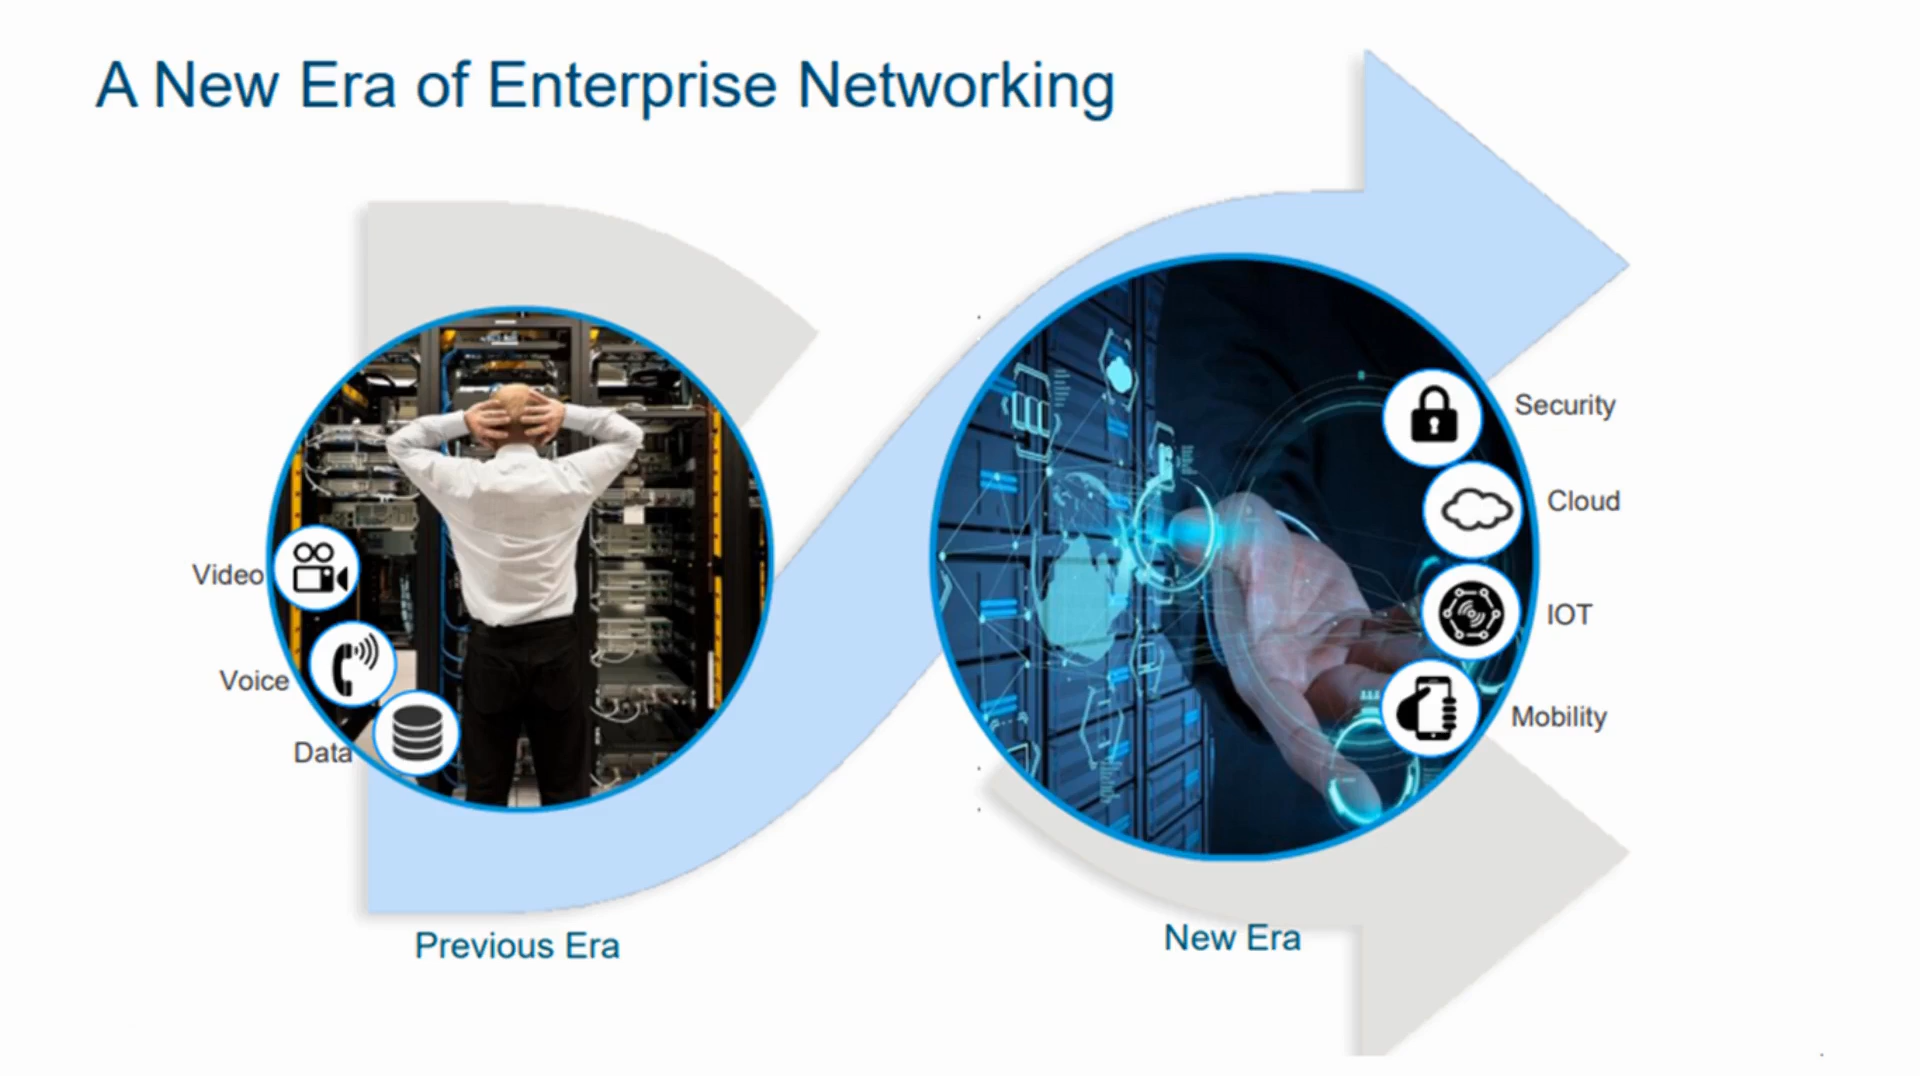 A New Era of Enterprise Networking
Video
Voice
Data
Previous Era
Security
Cloud
IOT
Mobility
New Era